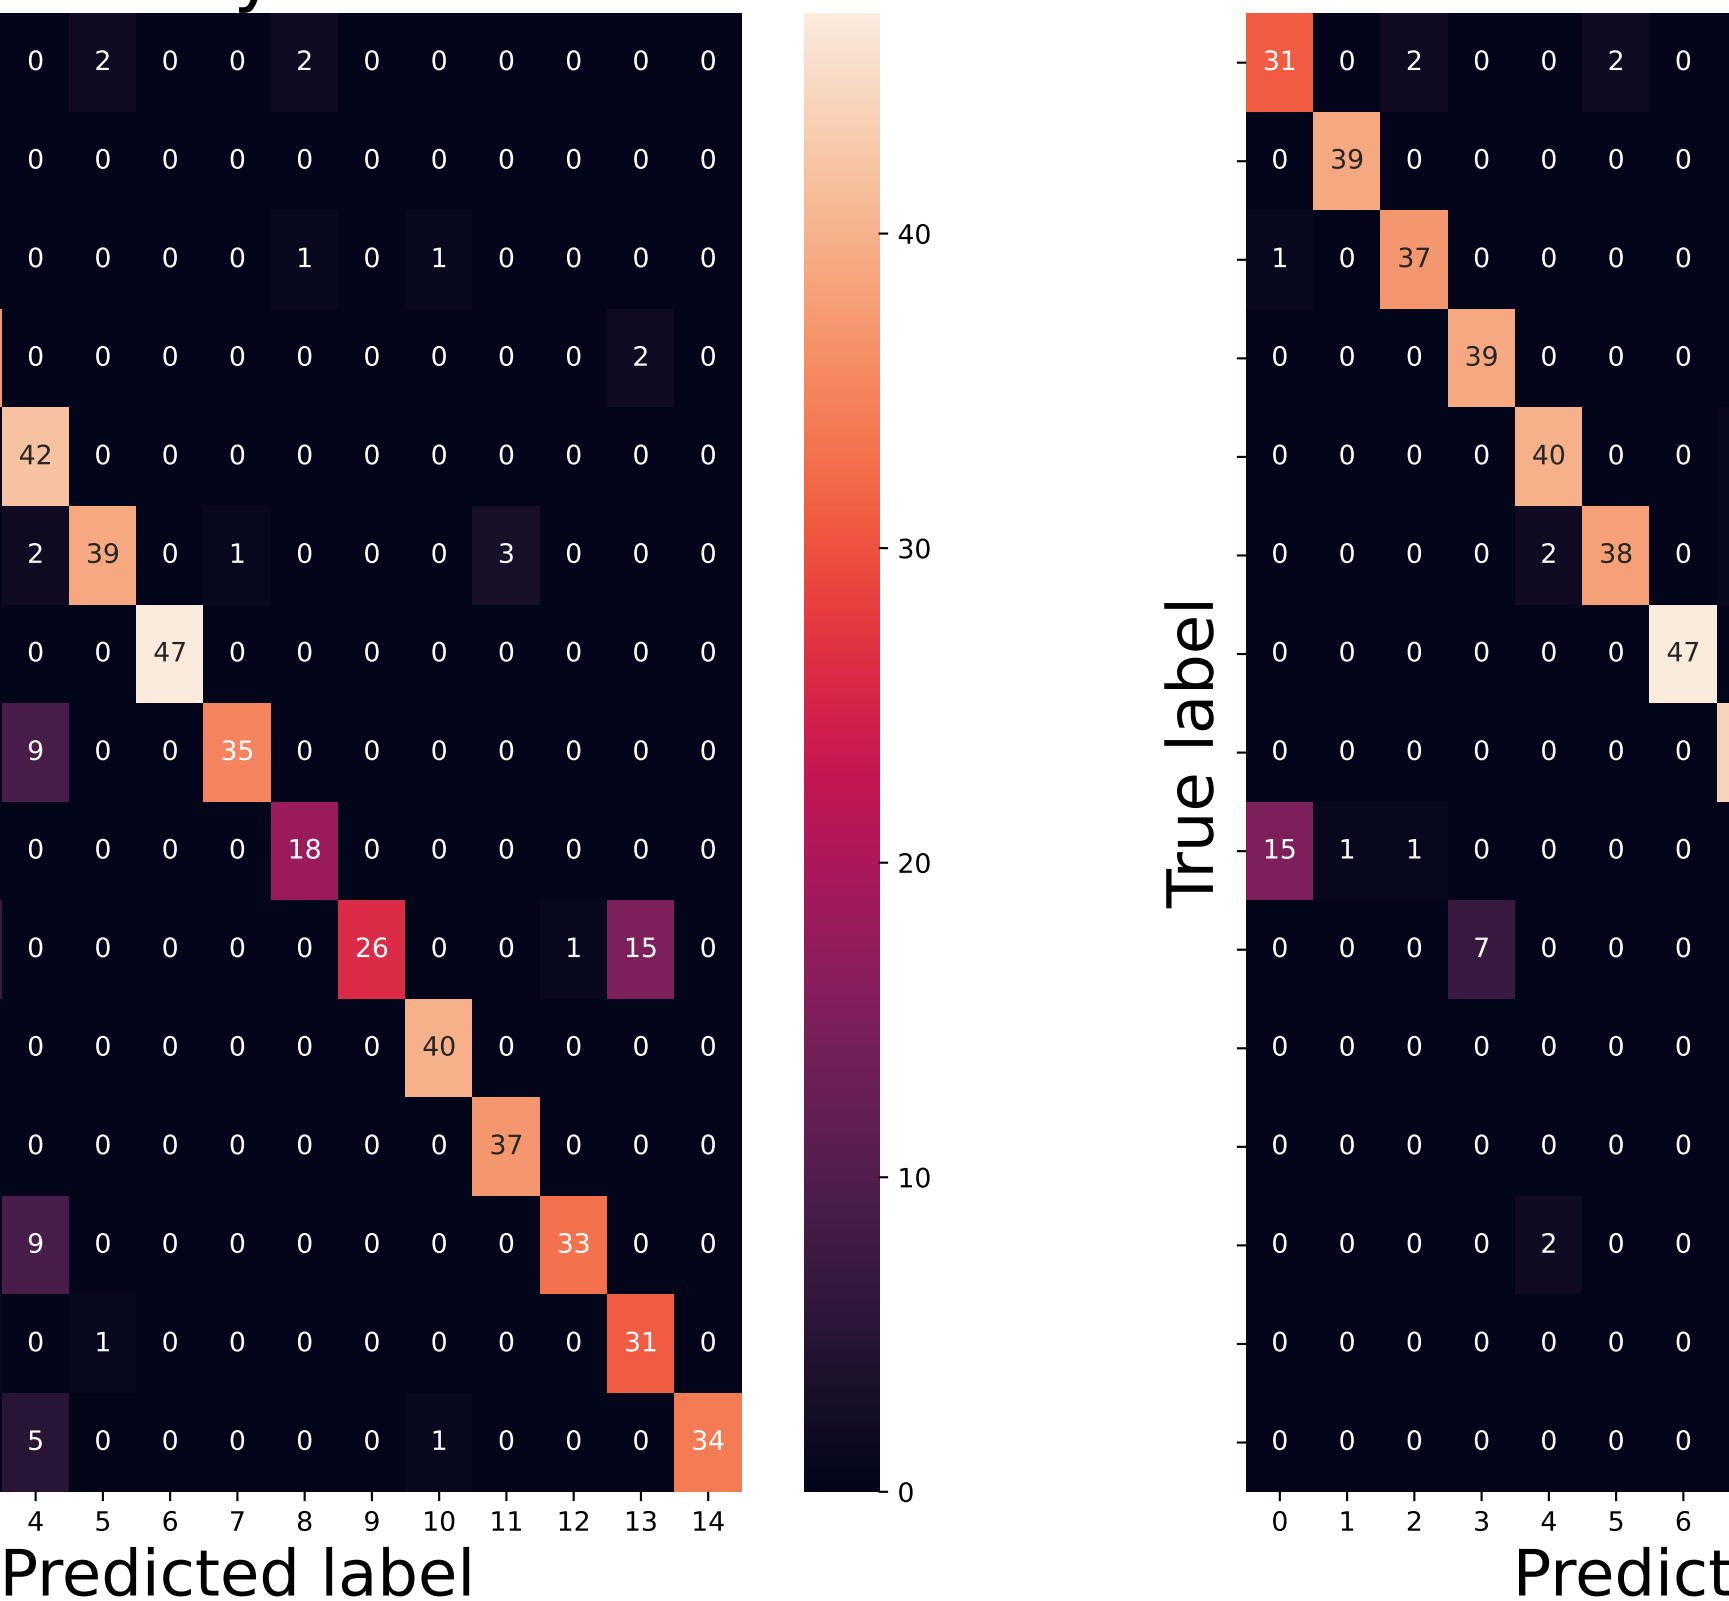 0 2 0 0 2 0 0 0 0 0 0
0 0 0 0 0 0 0 0 0 0 0
0 0 0 0 1 0 1 0 0 0 0
0 0 0 0 0 0 0 0 0 2 0
42 0 0 0 0 0 0 0 0 0 0
2 39 0 1 0 0 0 3 0 0 0
0 0 47 0 0 0 0 0 0 0 0
9 0 0 35 0 0 0 0 0 0 0
0 0 0 0 18 0 0 0 0 0 0
0 0 0 0 0 26 0 0 1 15 0
0 0 0 0 0 0 40 0 0 0 0
0 0 0 0 0 0 0 37 0 0 0
9 0 0 0 0 0 0 0 33 0 0
0 1 0 0 0 0 0 0 0 31 0
5 0 0 0 0 0 1 0 0 0 34
4 5 6 7 8 9 10 11 12 13 14
Predicted label
40
30
20
10
0
True label
31 0 2 0 0 2 0
0 39 0 0 0 0 0
1 0 37 0 0 0 0
0 0 0 39 0 0 0
0 0 0 0 40 0 0
0 0 0 0 2 38 0
0 0 0 0 0 0 47
0 0 0 0 0 0 0
15 1 1 0 0 0 0
0 0 0 7 0 0 0
0 0 0 0 0 0 0
0 0 0 0 0 0 0
0 0 0 0 2 0 0
0 0 0 0 0 0 0
0 0 0 0 0 0 0
0 1 2 3 4 5 6
Predict